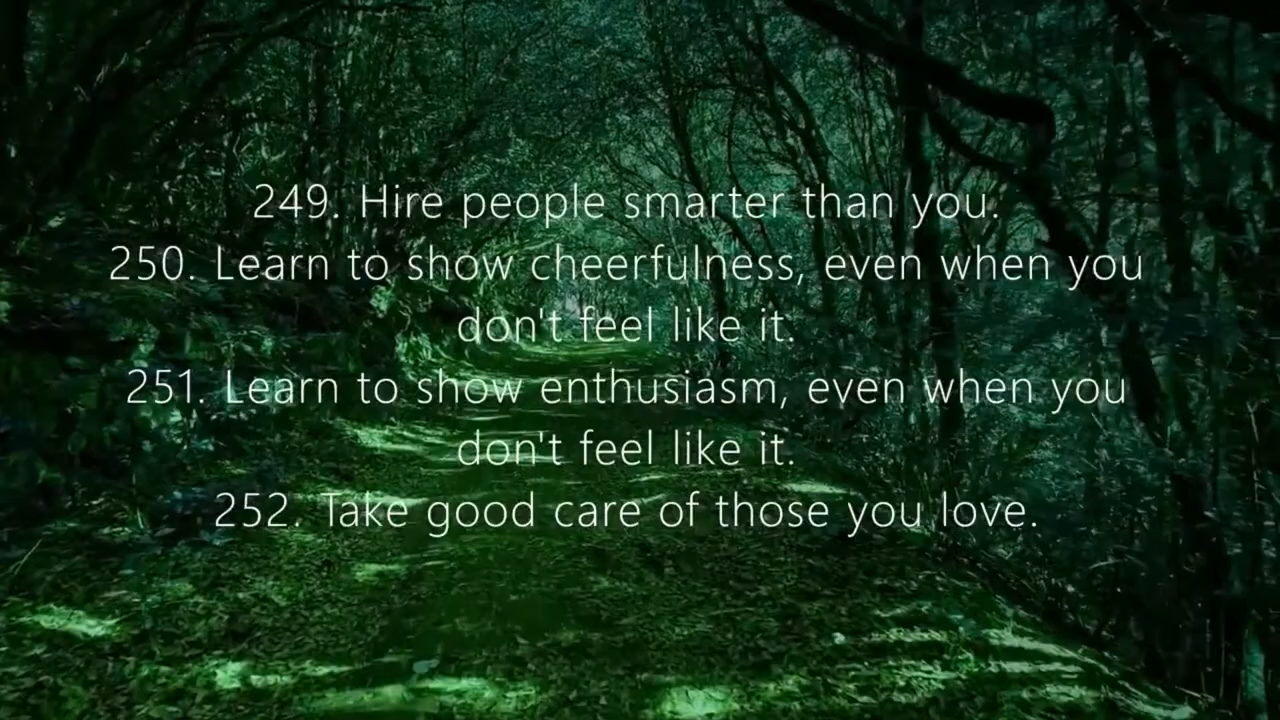 249. Hire people smarter than you.
250. Learn to show cheerfulness, even when you
don't feel like it.
251. Learn to show enthusiasm, even when you
don't feel like it.
252. Take good care of those you love.